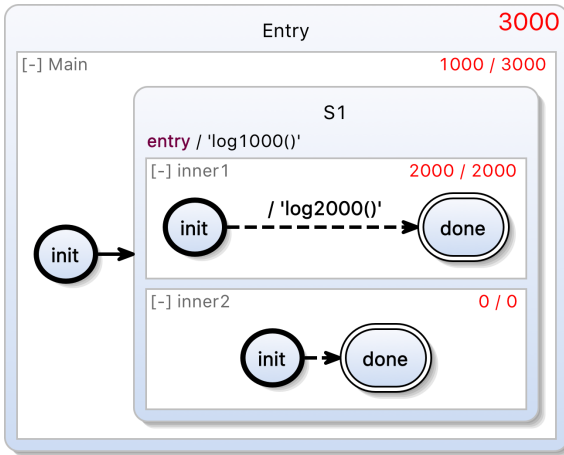 Entry
3000
[-] Main
1000 / 3000
S1
entry / 'log1000()'
[-] inner1
2000 / 2000
init
/ 'log2000()'
done
init
[-] inner2
0 / 0
init
done